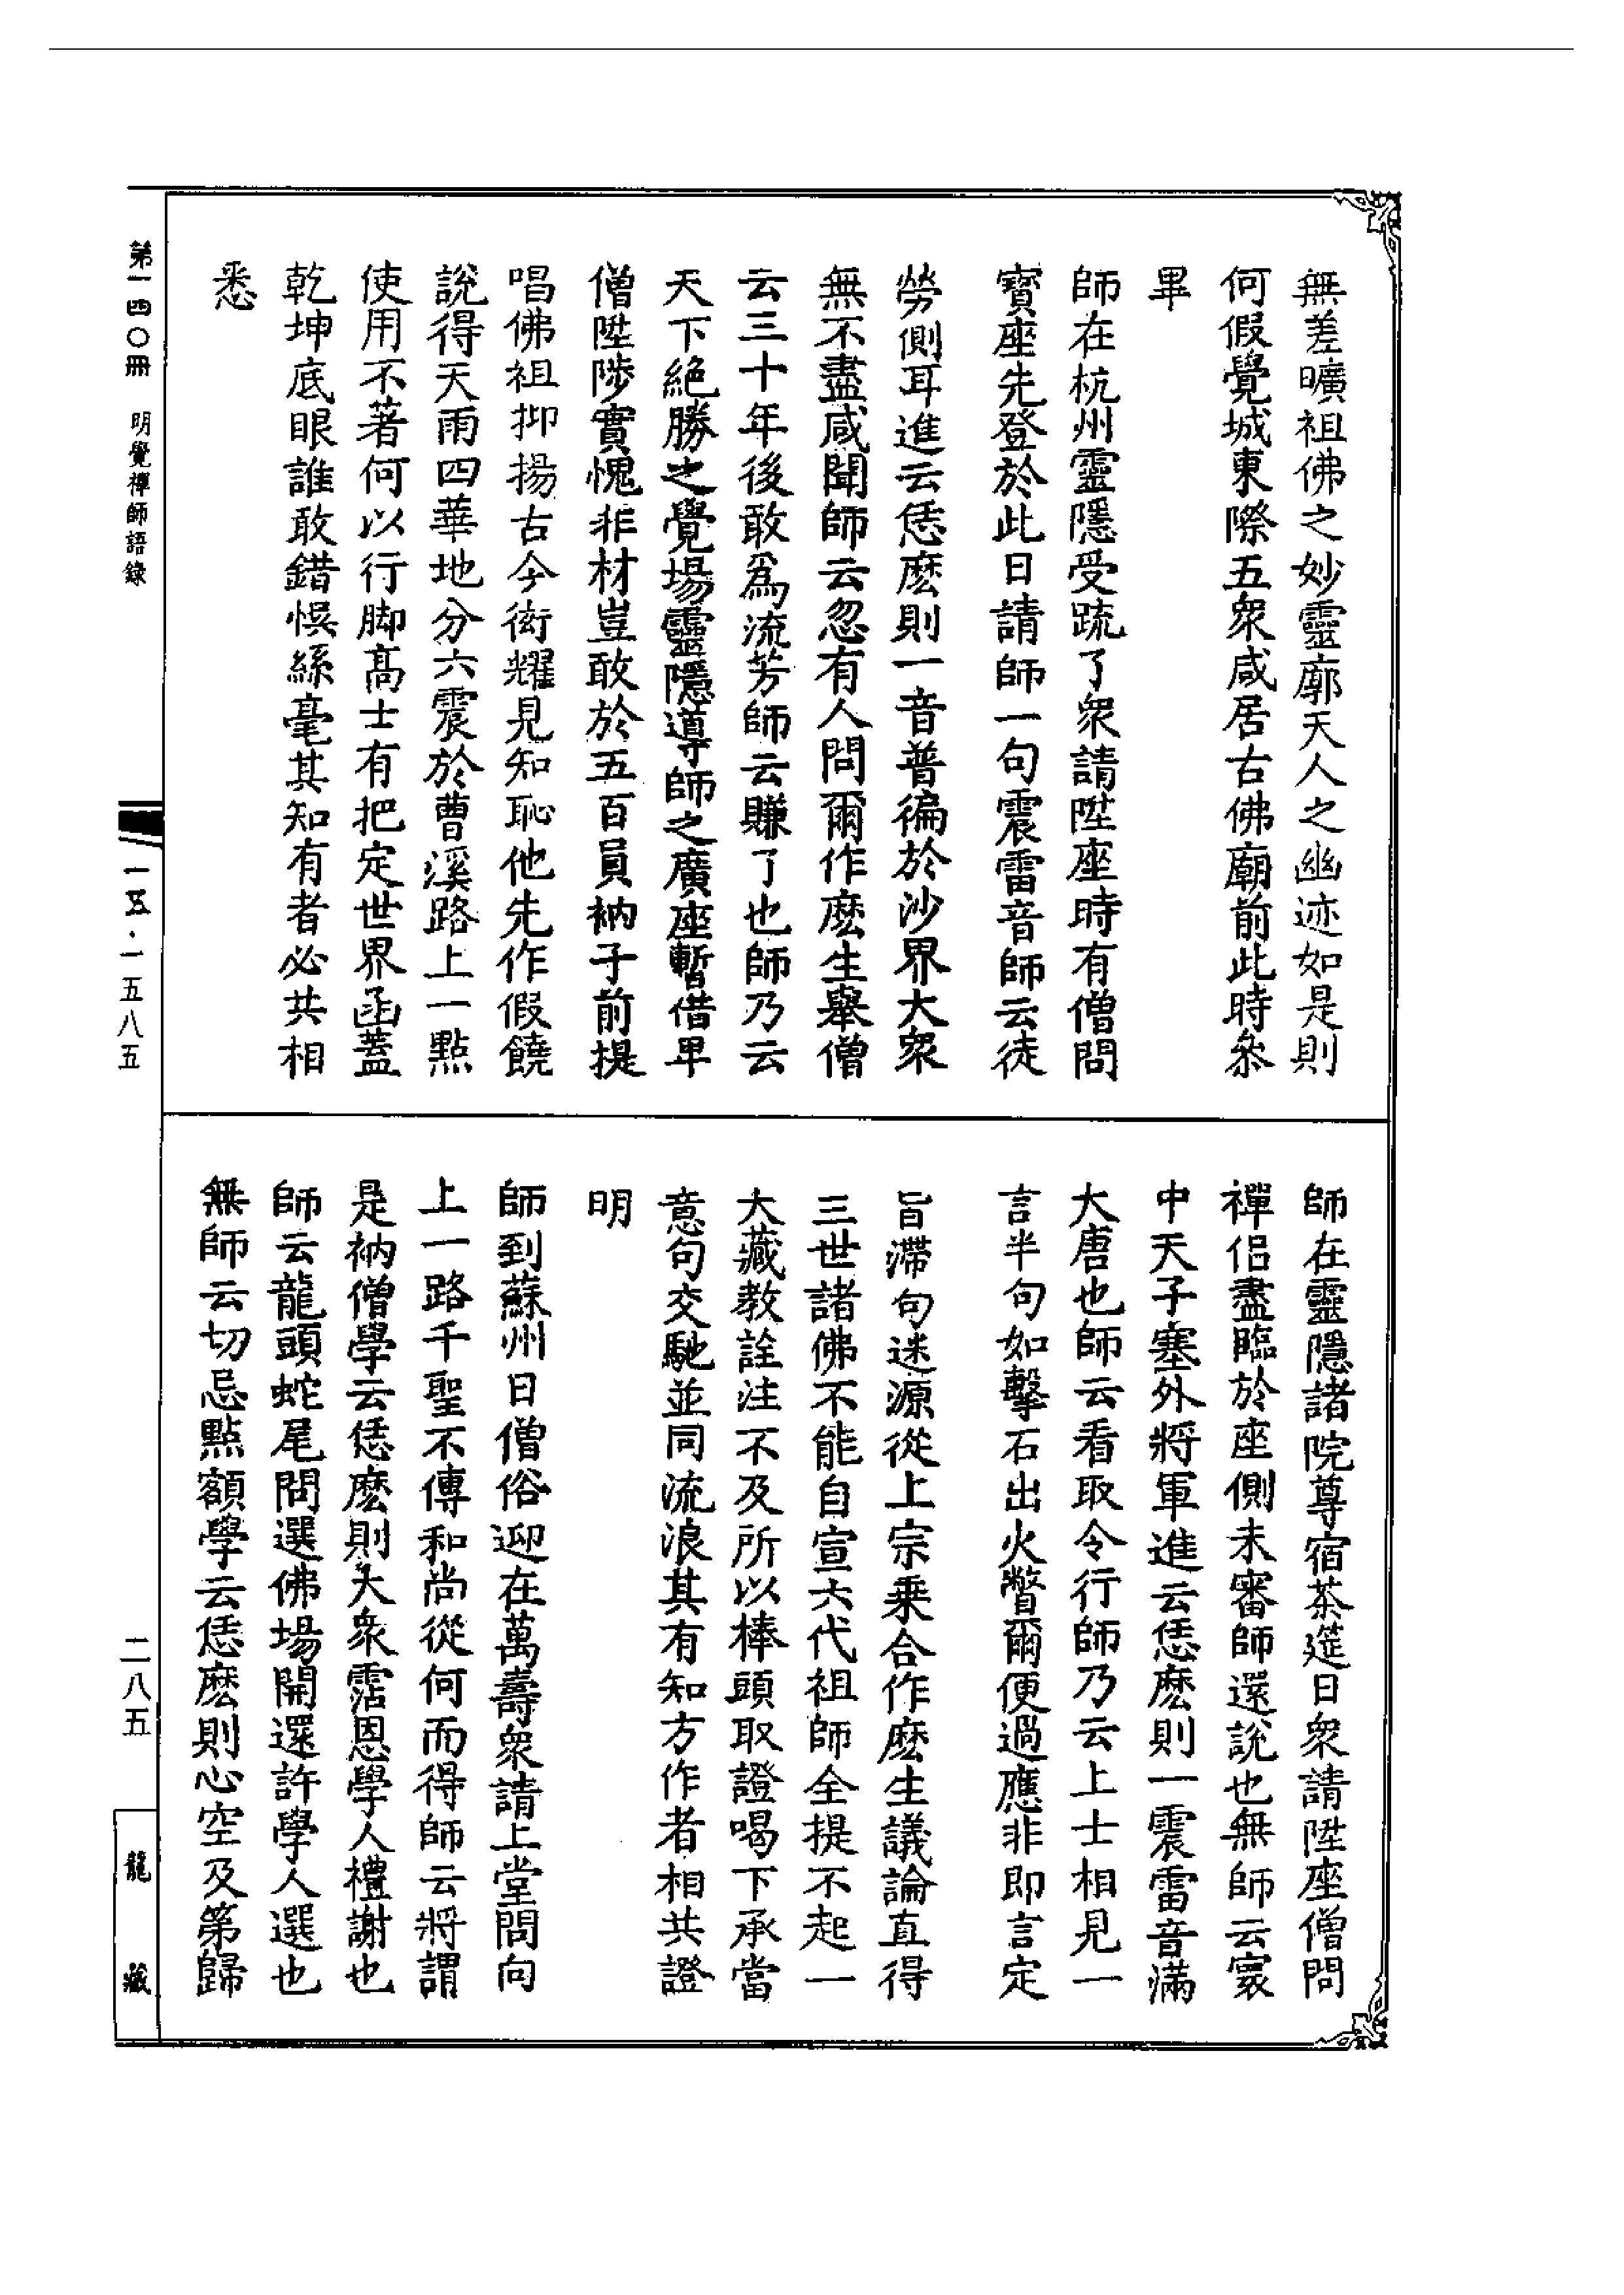 無差曠祖佛之妙靈廓天人之幽迹如是則
何假覺城東際五衆咸居古佛廟前此時叅
畢
師在杭州靈隱受䟽了衆請陞座時有僧問
寳座先登於此日請師一句震雷音師云徒
勞側耳進云恁麽則一音普徧於沙界大衆
無不盡咸聞師云忽有人問爾作麽生舉僧
云三十年後敢爲流芳師云賺了也師乃云
天下絶勝之覺場靈隱導師之廣座暫借卑
僧陞陟實愧非材豈敢於五百員衲子前提
唱佛祖抑揚古今衒耀見知恥他先作假饒
說得天雨四華地分六震於曹溪路上一點
使用不著何以行脚髙士有把定世界函蓋
乾坤底眼誰敢錯悞絲毫其知有者必共相
悉
師在靈隱諸院尊宿茶筵日衆請陞座僧問
禪侣盡臨於座側未審師還說也無師云寰
中天子塞外將軍進云恁麽則一震雷音滿
大唐也師云看取令行師乃云上士相見一
言半句如擊石出火瞥爾便過應非即言定
旨滯句迷源從上宗乗合作麽生議論直得
三世諸佛不能自宣六代祖師全提不起一
大藏教詮注不及所以棒頭取證喝下承當
意句交馳並同流浪其有知方作者相共證
明
師到蘇州日僧俗迎在萬壽衆請上堂問向
上一路千聖不傳和尚從何而得師云將謂
是衲僧學云恁麽則大衆霑恩學人禮謝也
師云龍頭蛇尾問選佛場開還許學人選也
無師云切忌點額學云恁麽則心空及第歸
第一四〇冊 明覺禪師語錄
一五·一五八五
二八五
龍藏